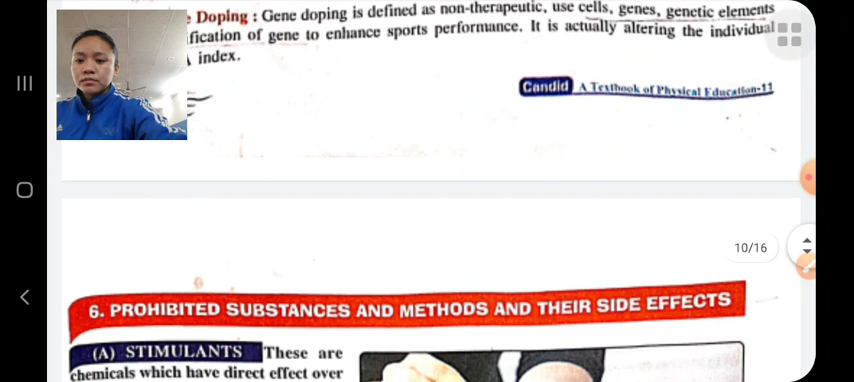 Doping : Gene doping is defined as non-therapeutic, use cells, genes, genetic elements
fication of gene to enhance sports performance. It is actually altering the individual
index.
Candid A Textbook of Physical Education-11
10/16
6. PROHIBITED SUBSTANCES AND METHODS AND THEIR SIDE EFFECTS
(A) STIMULANTS These are
chemicals which have direct effect over